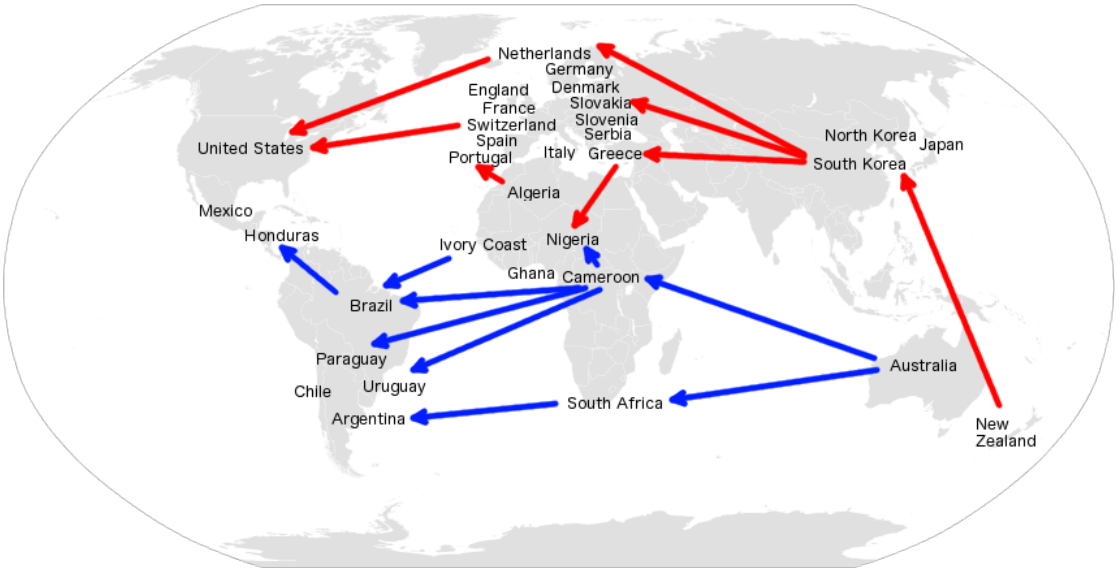 Netherlands
Germany
England
Denmark
France
Slovakia
Switzerland
Slovenia
Spain
Serbia
Portugal
Italy
Greece
United States
North Korea
Japan
South Korea
Algeria
Mexico
Honduras
Ivory Coast
Nigeria
Ghana
Cameroon
Brazil
Paraguay
Australia
Uruguay
Chile
South Africa
Argentina
New
Zealand